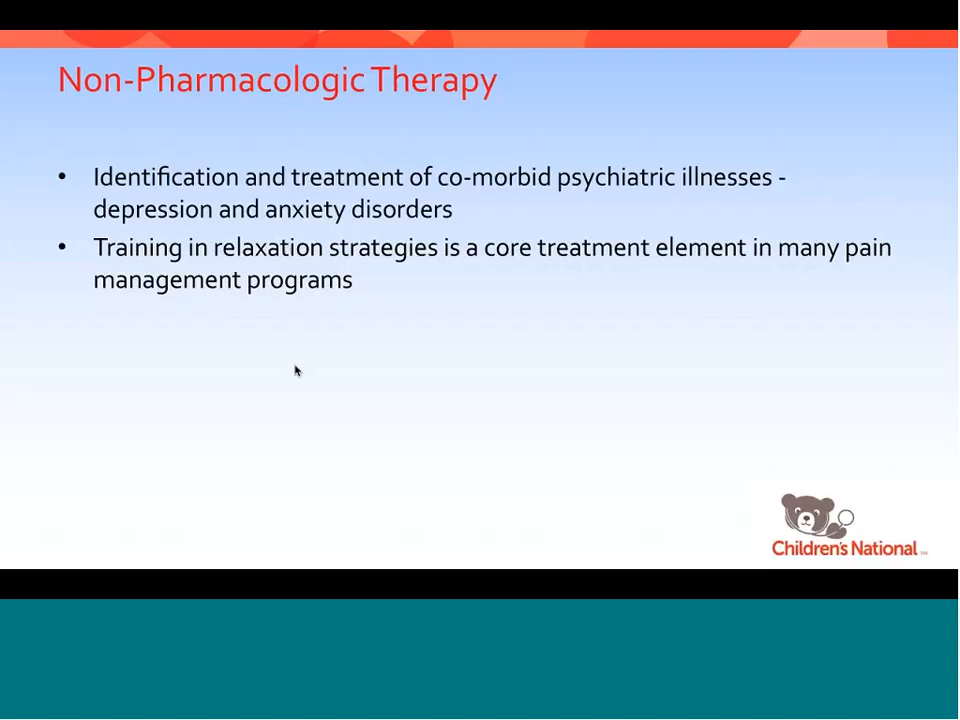 Non-Pharmacologic Therapy
• Identification and treatment of co-morbid psychiatric illnesses -
depression and anxiety disorders
• Training in relaxation strategies is a core treatment element in many pain
management programs
Children's National™